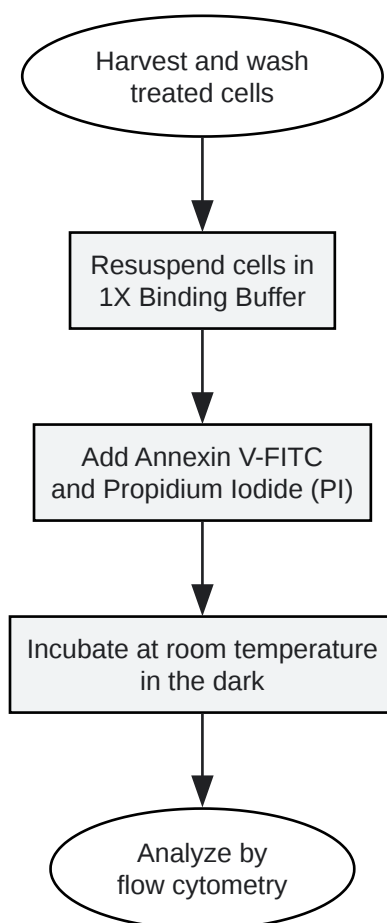 Harvest and wash
treated cells
Resuspend cells in
1X Binding Buffer
Add Annexin V-FITC
and Propidium Iodide (PI)
Incubate at room temperature
in the dark
Analyze by
flow cytometry